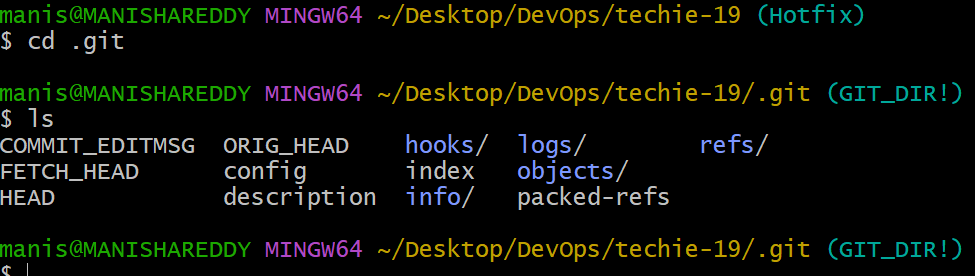 manis@MANISHAREDDY MINGW64 ~/Desktop/DevOps/techie-19 (Hotfix)
$ cd .git
manis@MANISHAREDDY MINGW64 ~/Desktop/DevOps/techie-19/.git (GIT_DIR!)
$ ls
COMMIT_EDITMSG  ORIG_HEAD    hooks/  logs/        refs/
FETCH_HEAD      config       index   objects/
HEAD            description  info/   packed-refs
manis@MANISHAREDDY MINGW64 ~/Desktop/DevOps/techie-19/.git (GIT_DIR!)
$